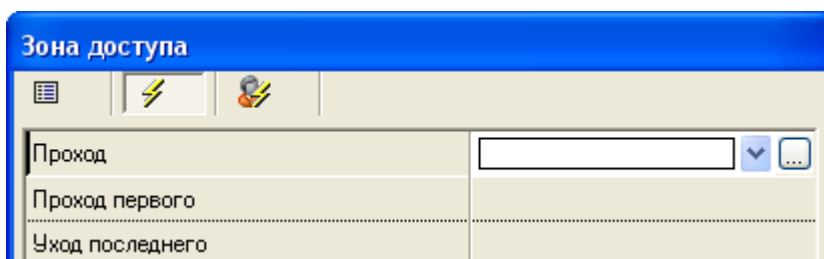 Зона доступа
Проход
...
Проход первого
Уход последнего